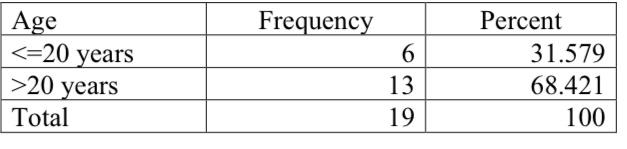 Age Frequency Percent
<=20 years 6 31.579
>20 years 13 68.421
Total 19 100